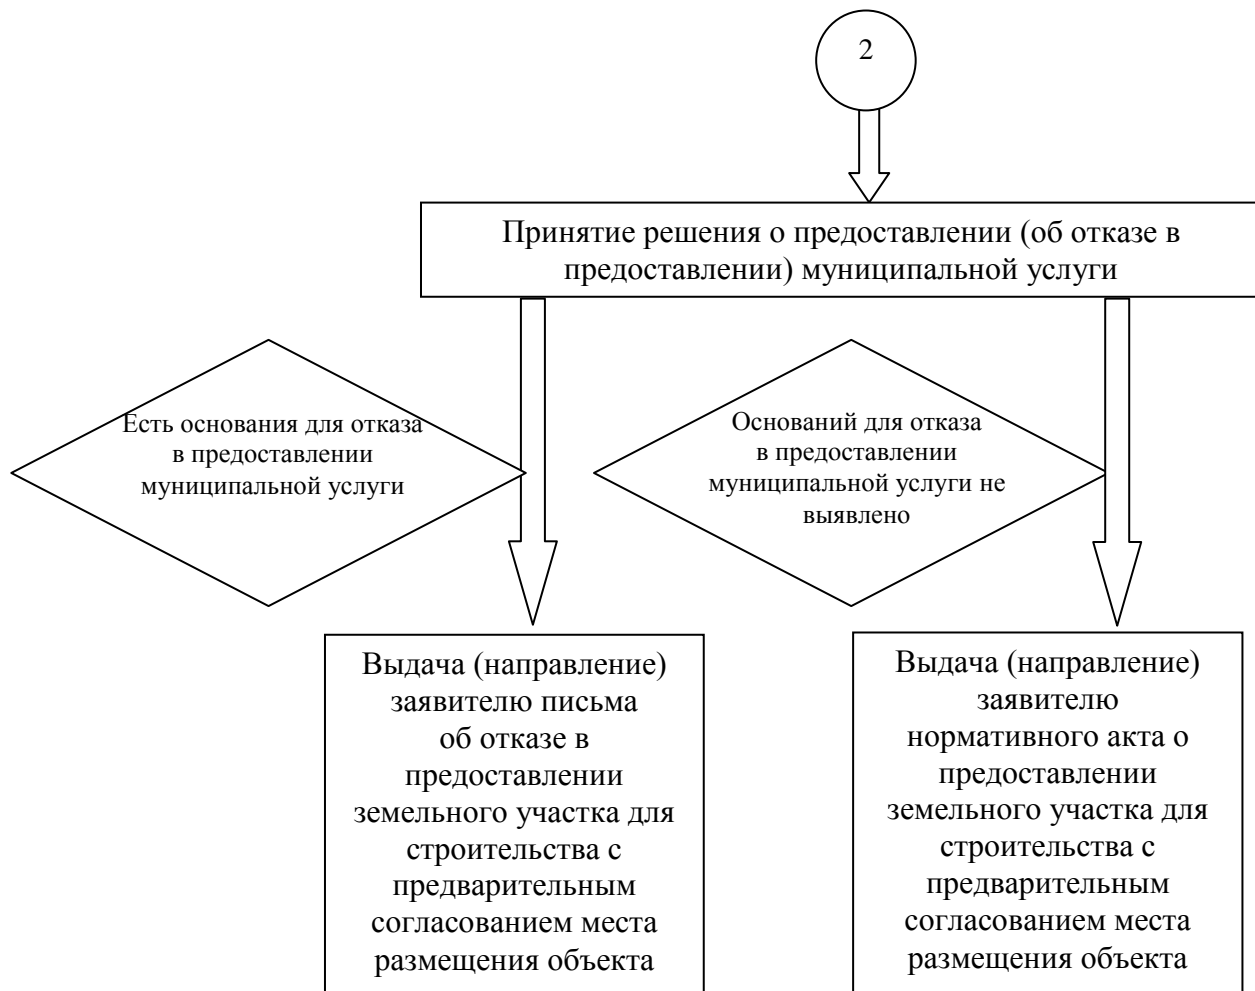 2
Принятие решения о предоставлении (об отказе в
предоставлении) муниципальной услуги
Есть основания для отказа
в предоставлении
муниципальной услуги
Оснований для отказа
в предоставлении
муниципальной услуги не
выявлено
Выдача (направление)
заявителю письма
об отказе в
предоставлении
земельного участка для
строительства с
предварительным
согласованием места
размещения объекта
Выдача (направление)
заявителю
нормативного акта о
предоставлении
земельного участка для
строительства с
предварительным
согласованием места
размещения объекта